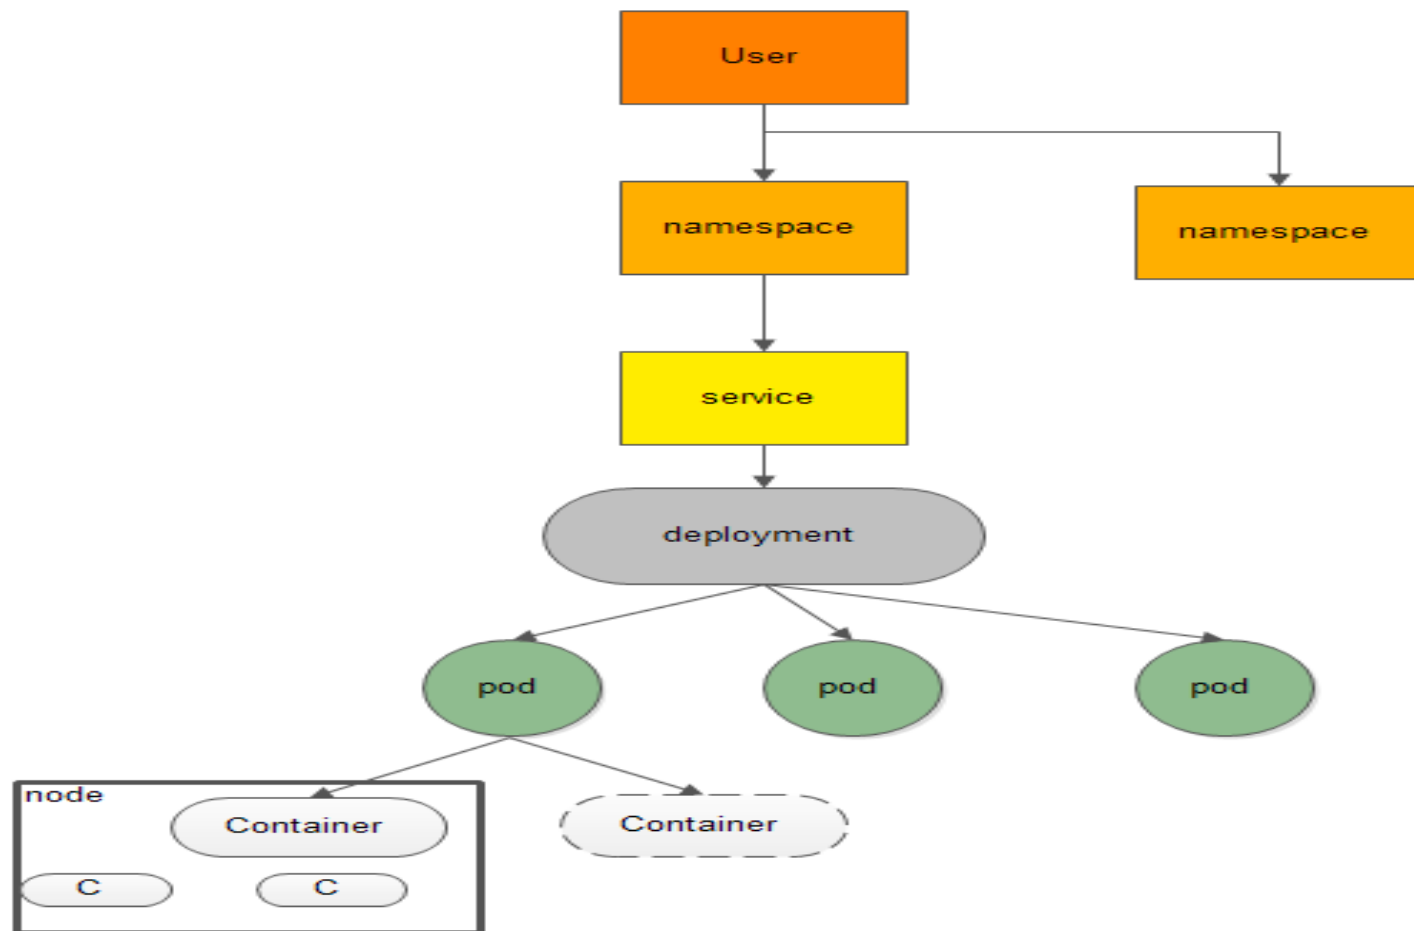 User
namespace
namespace
service
deployment
pod
pod
pod
node
Container
Container
C
C